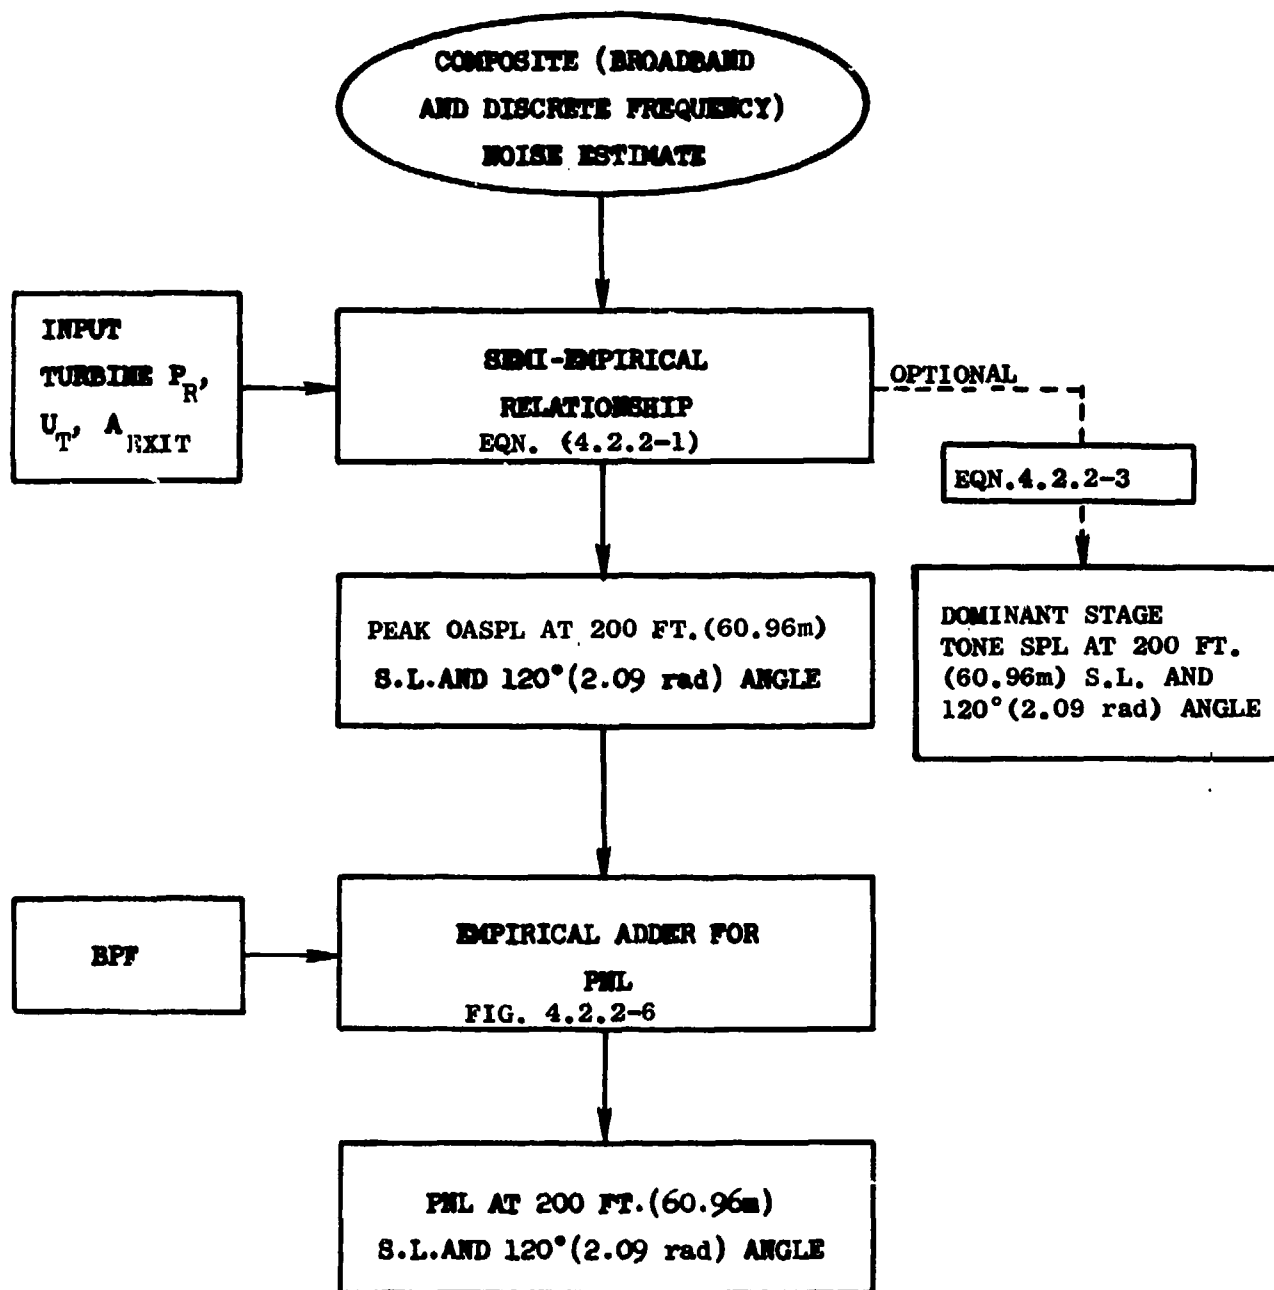 COMPOSITE (BROADBAND
AND DISCRETE FREQUENCY)
NOISE ESTIMATE
INPUT
TURBINE P_R,
U_T, A_EXIT
SEMI-EMPIRICAL
RELATIONSHIP
EQN. (4.2.2-1)
OPTIONAL
EQN.4.2.2-3
PEAK OASPL AT 200 FT.(60.96m)
S.L.AND 120°(2.09 rad) ANGLE
DOMINANT STAGE
TONE SPL AT 200 FT.
(60.96m) S.L. AND
120°(2.09 rad) ANGLE
BPF
EMPIRICAL ADDER FOR
PNL
FIG. 4.2.2-6
PNL AT 200 FT.(60.96m)
S.L.AND 120°(2.09 rad) ANGLE